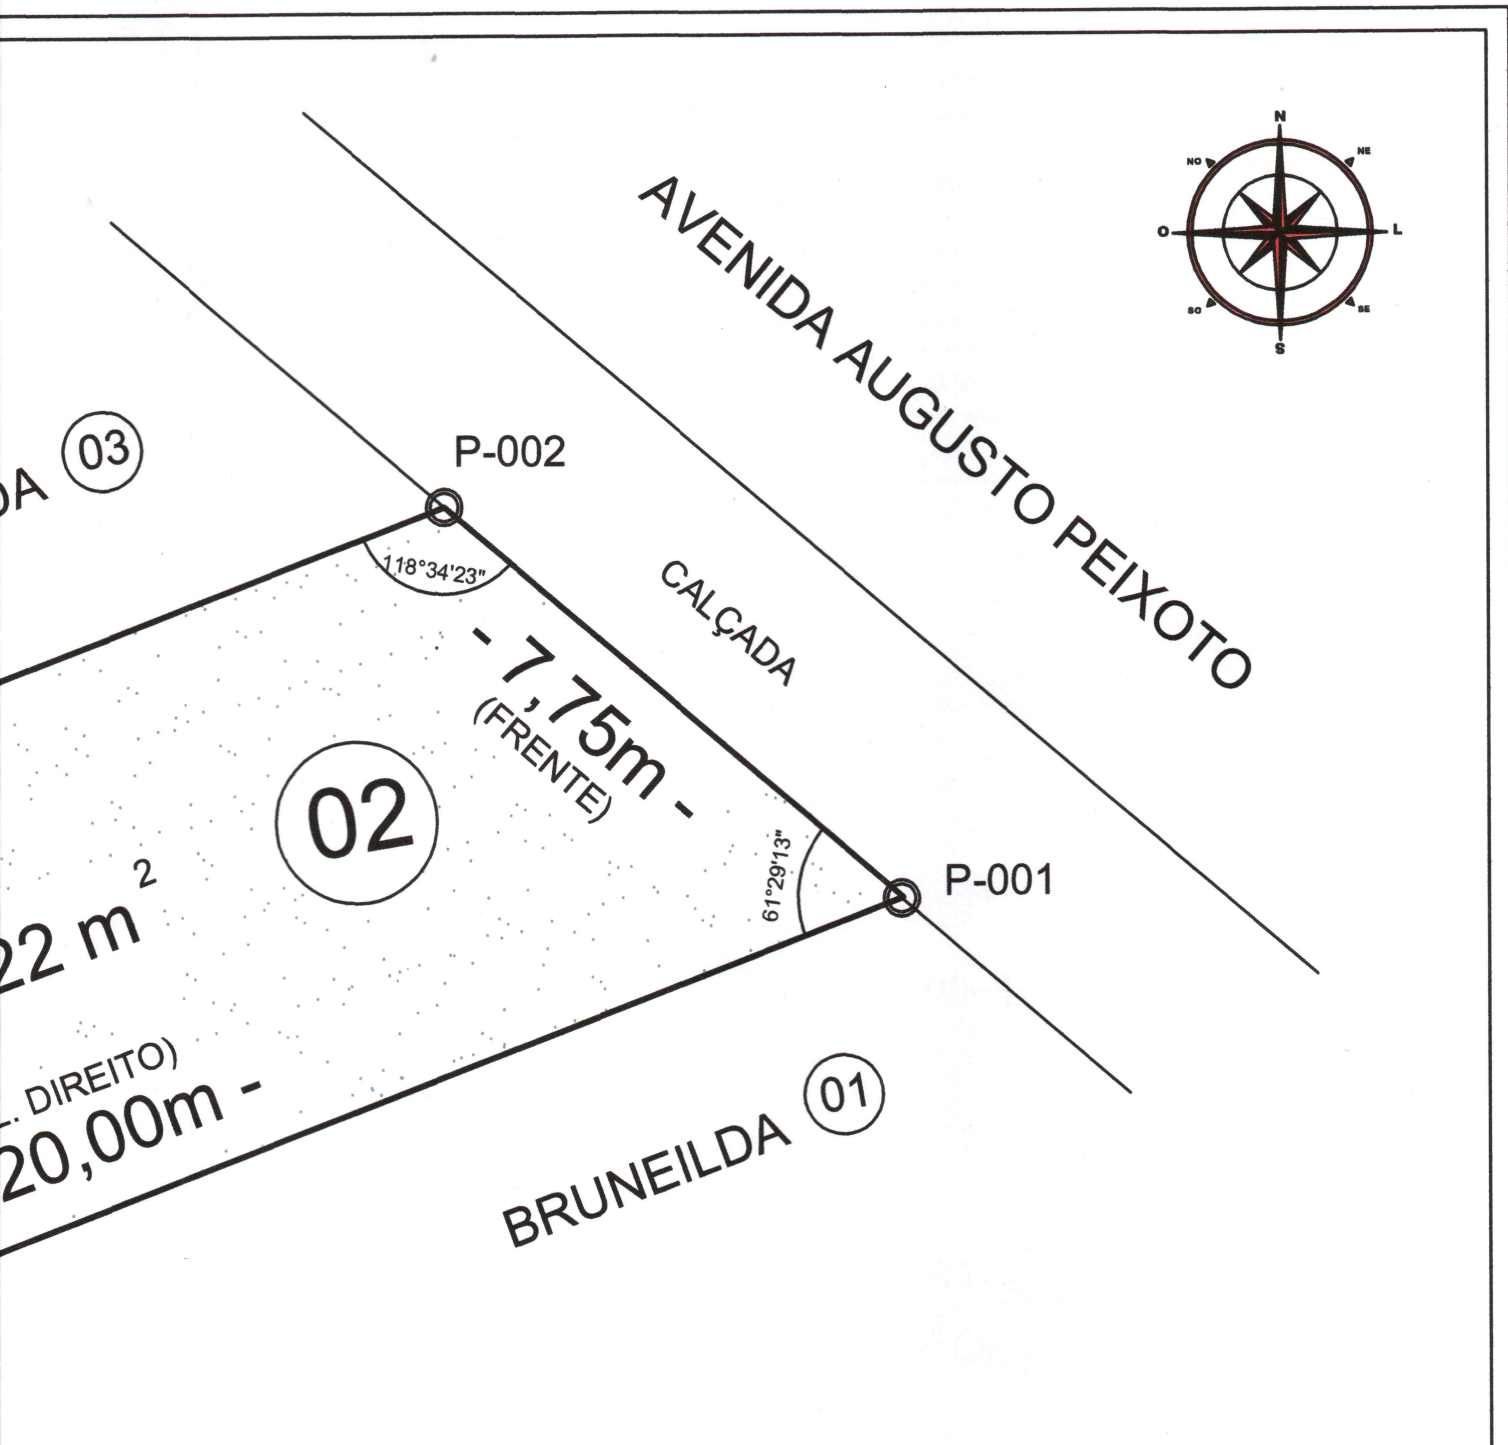 N
NO
NE
O
L
SO
SE
S
AVENIDA AUGUSTO PEIXOTO
03
DA
P-002
118°34'23"
CALÇADA
- 7,75m -
(FRENTE)
02
61°29'13"
P-001
22 m 2
L. DIREITO)
20,00m -
01
BRUNEILDA